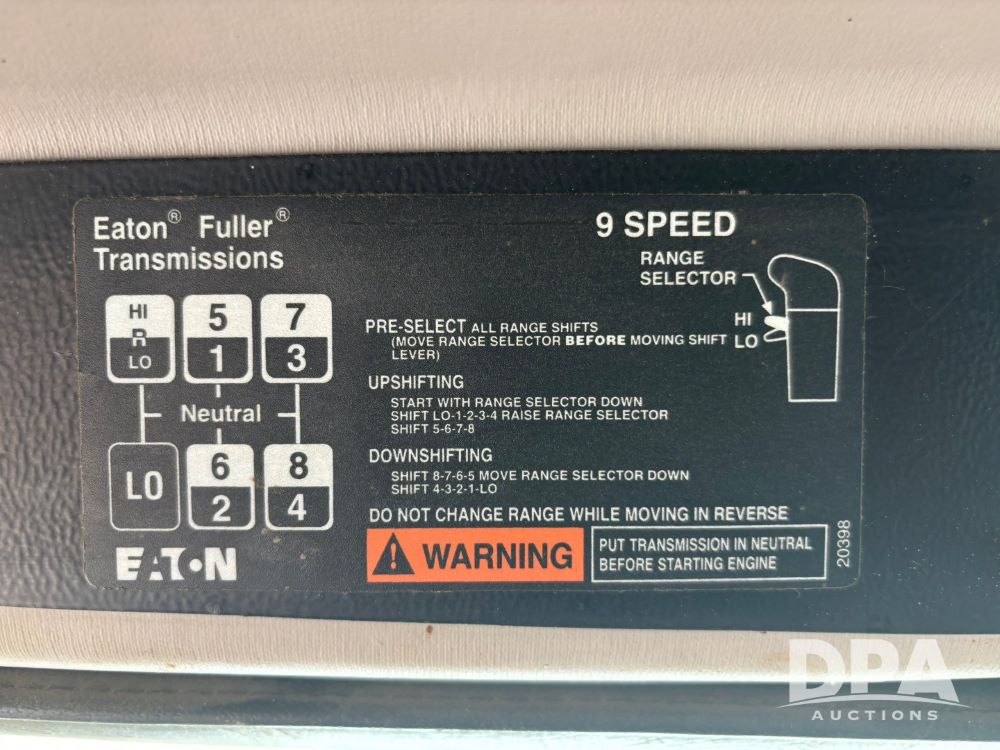 Eaton® Fuller®
Transmissions
9 SPEED
RANGE
SELECTOR
HI
LO
HI
R
LO
5
1
7
3
Neutral
LO
6
2
8
4
EATON
PRE-SELECT ALL RANGE SHIFTS
(MOVE RANGE SELECTOR BEFORE MOVING SHIFT
LEVER)
UPSHIFTING
START WITH RANGE SELECTOR DOWN
SHIFT LO-1-2-3-4 RAISE RANGE SELECTOR
SHIFT 5-6-7-8
DOWNSHIFTING
SHIFT 8-7-6-5 MOVE RANGE SELECTOR DOWN
SHIFT 4-3-2-1-LO
DO NOT CHANGE RANGE WHILE MOVING IN REVERSE
WARNING
PUT TRANSMISSION IN NEUTRAL
BEFORE STARTING ENGINE
20398
DPA
AUCTIONS